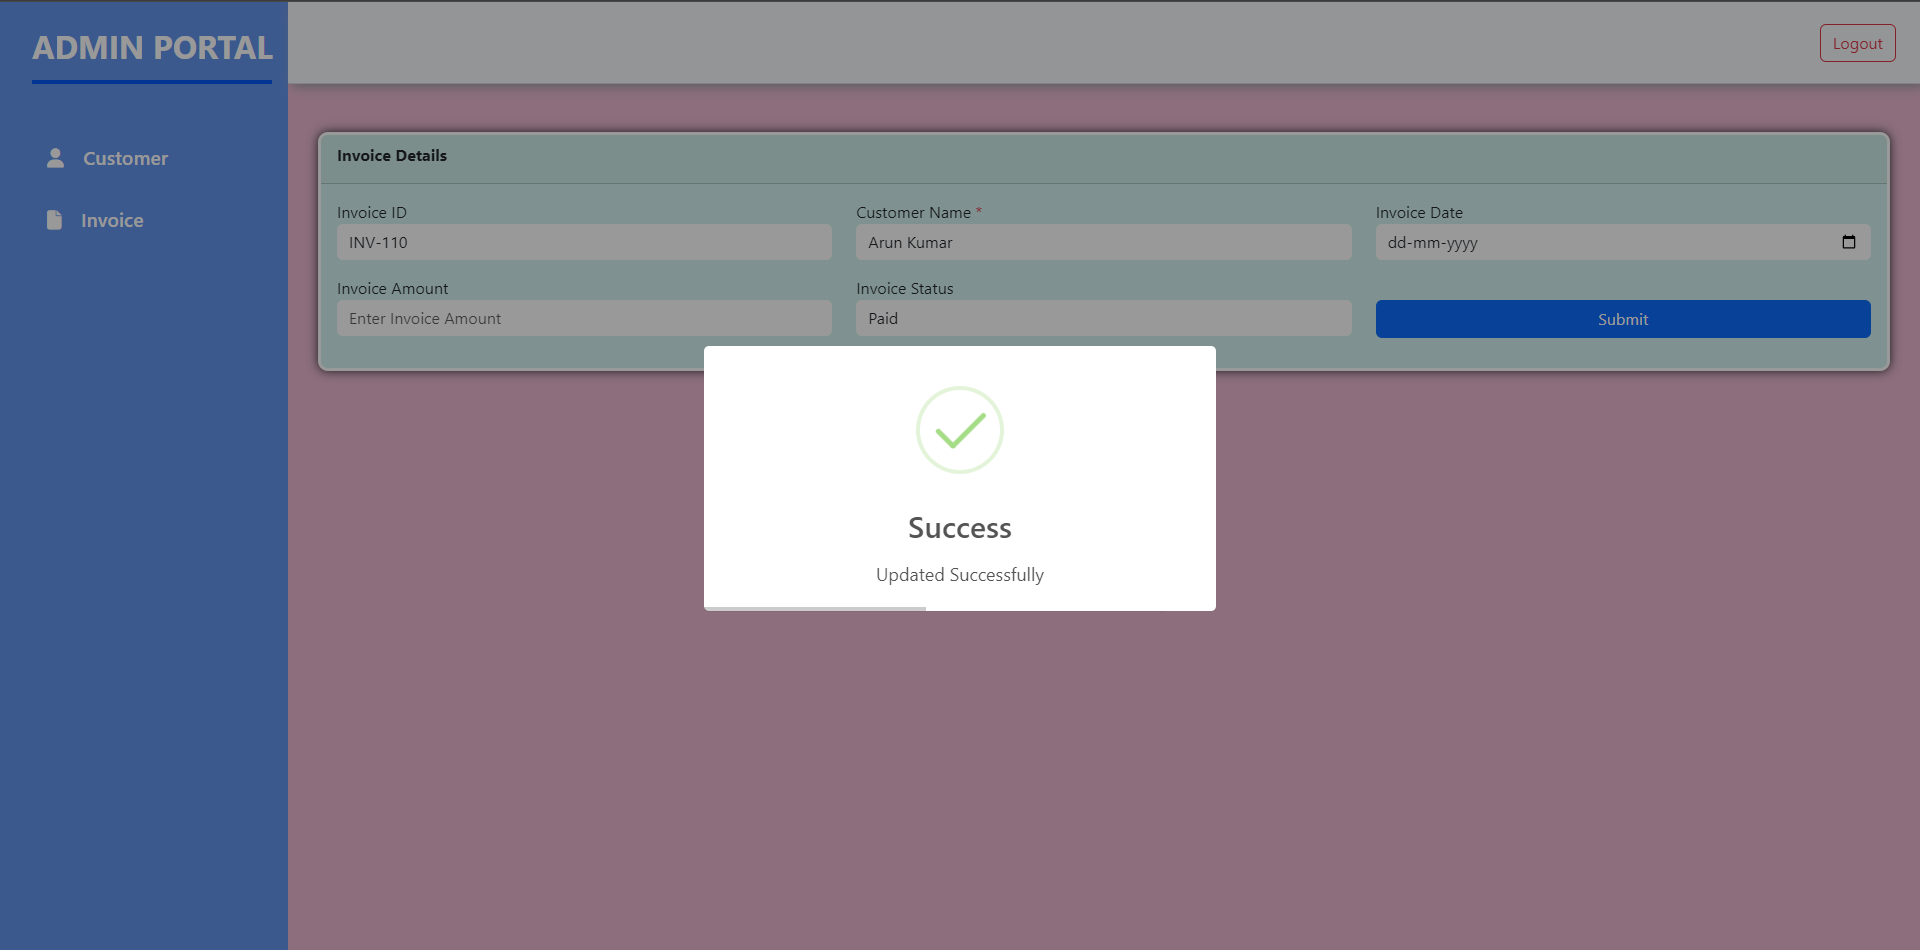 ADMIN PORTAL
Logout
Customer
Invoice
Invoice Details
Invoice ID
Customer Name *
Invoice Date
INV-110
Arun Kumar
dd-mm-yyyy
Invoice Amount
Invoice Status
Enter Invoice Amount
Paid
Submit
Success
Updated Successfully